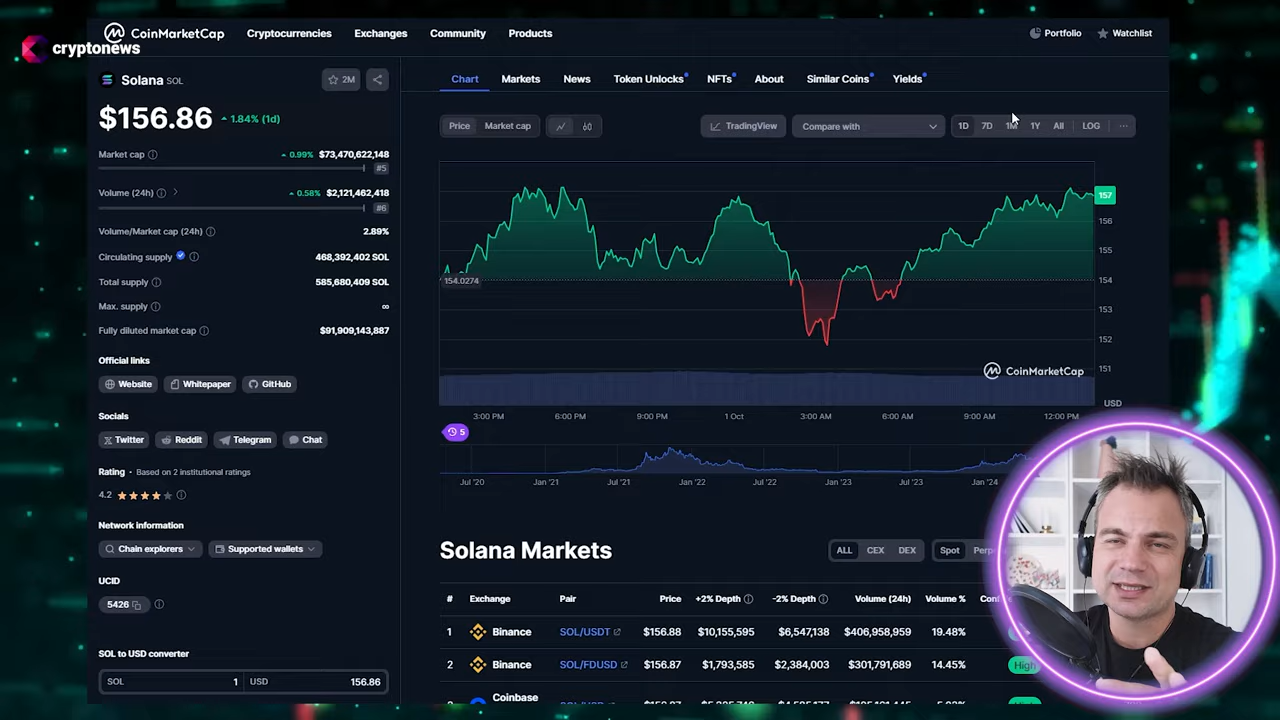 CoinMarketCap Cryptocurrencies Exchanges Community Products Portfolio Watchlist
cryptonews
Solana SOL 2M
$156.86 1.84% (1d)
Market cap 0.99% $73,470,622,148
#5
Volume (24h) 0.58% $2,121,462,418
#6
Volume/Market cap (24h) 2.89%
Circulating supply 468,392,402 SOL
Total supply 585,680,409 SOL
Max. supply ∞
Fully diluted market cap $91,909,143,887
Official links
Website Whitepaper GitHub
Socials
Twitter Reddit Telegram Chat
Rating • Based on 2 institutional ratings
4.2
Network information
Chain explorers Supported wallets
UCID
5426
SOL to USD converter
SOL 1 USD 156.86
Chart Markets News Token Unlocks NFTs About Similar Coins Yields
Price Market cap TradingView Compare with 1D 7D 1M 1Y All LOG ...
157
156
155
154.0274 154
153
152
151
CoinMarketCap
USD
3:00 PM 6:00 PM 9:00 PM 1 Oct 3:00 AM 6:00 AM 9:00 AM 12:00 PM
5
Jul '20 Jan '21 Jul '21 Jan '22 Jul '22 Jan '23 Jul '23 Jan '24
Solana Markets ALL CEX DEX Spot
# Exchange Pair Price +2% Depth -2% Depth Volume (24h) Volume %
1 Binance SOL/USDT $156.88 $10,155,595 $6,547,138 $406,958,959 19.48%
2 Binance SOL/FDUSD $156.87 $1,793,585 $2,384,003 $301,791,689 14.45% High
Coinbase